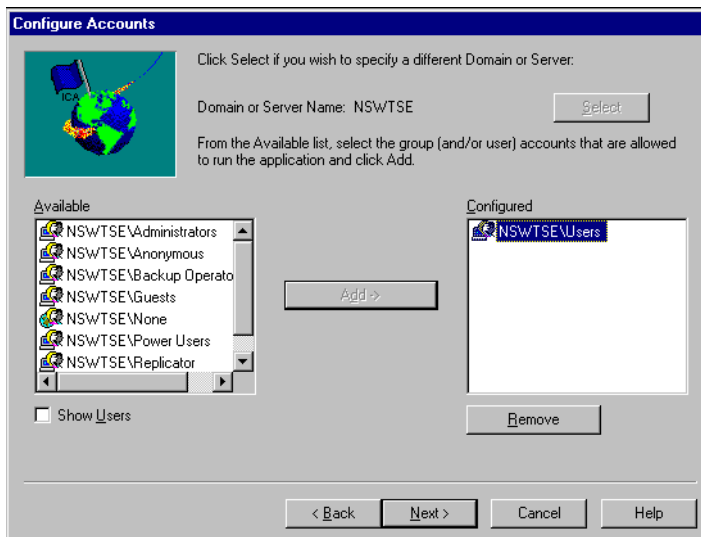 Configure Accounts
ICA
Click Select if you wish to specify a different Domain or Server:
Domain or Server Name: NSWTSE
Select
From the Available list, select the group (and/or user) accounts that are allowed
to run the application and click Add.
Available
NSWTSE\Administrators
NSWTSE\Anonymous
NSWTSE\Backup Operato
NSWTSE\Guests
NSWTSE\None
NSWTSE\Power Users
NSWTSE\Replicator
Show Users
Add ->
Configured
NSWTSE\Users
Remove
< Back
Next >
Cancel
Help